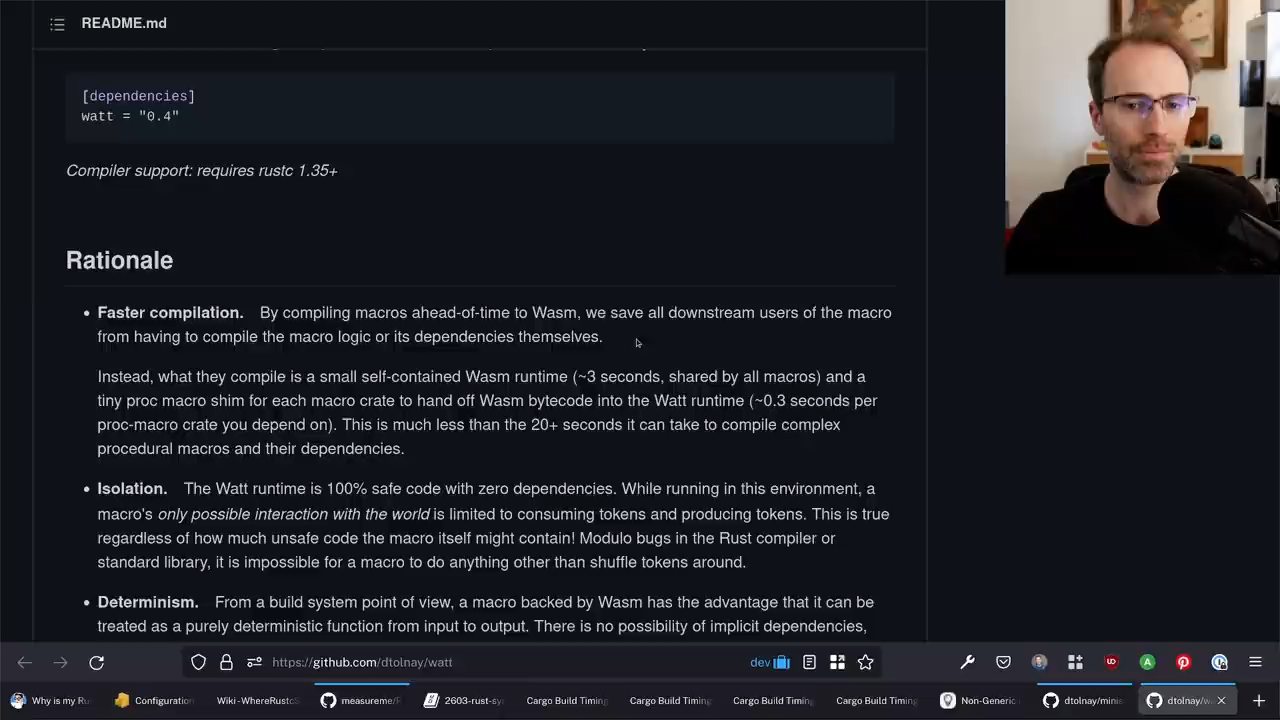 README.md
[dependencies]
watt = "0.4"
Compiler support: requires rustc 1.35+
Rationale
• Faster compilation. By compiling macros ahead-of-time to Wasm, we save all downstream users of the macro
from having to compile the macro logic or its dependencies themselves.
Instead, what they compile is a small self-contained Wasm runtime (~3 seconds, shared by all macros) and a
tiny proc macro shim for each macro crate to hand off Wasm bytecode into the Watt runtime (~0.3 seconds per
proc-macro crate you depend on). This is much less than the 20+ seconds it can take to compile complex
procedural macros and their dependencies.
• Isolation. The Watt runtime is 100% safe code with zero dependencies. While running in this environment, a
macro's only possible interaction with the world is limited to consuming tokens and producing tokens. This is true
regardless of how much unsafe code the macro itself might contain! Modulo bugs in the Rust compiler or
standard library, it is impossible for a macro to do anything other than shuffle tokens around.
• Determinism. From a build system point of view, a macro backed by Wasm has the advantage that it can be
treated as a purely deterministic function from input to output. There is no possibility of implicit dependencies,
https://github.com/dtolnay/watt dev
Why is my Ru Configuration Wiki-WhereRustcS measureme/R 2603-rust-sy Cargo Build Timing Cargo Build Timing Cargo Build Timing Cargo Build Timing Non-Generic dtolnay/mini dtolnay/w